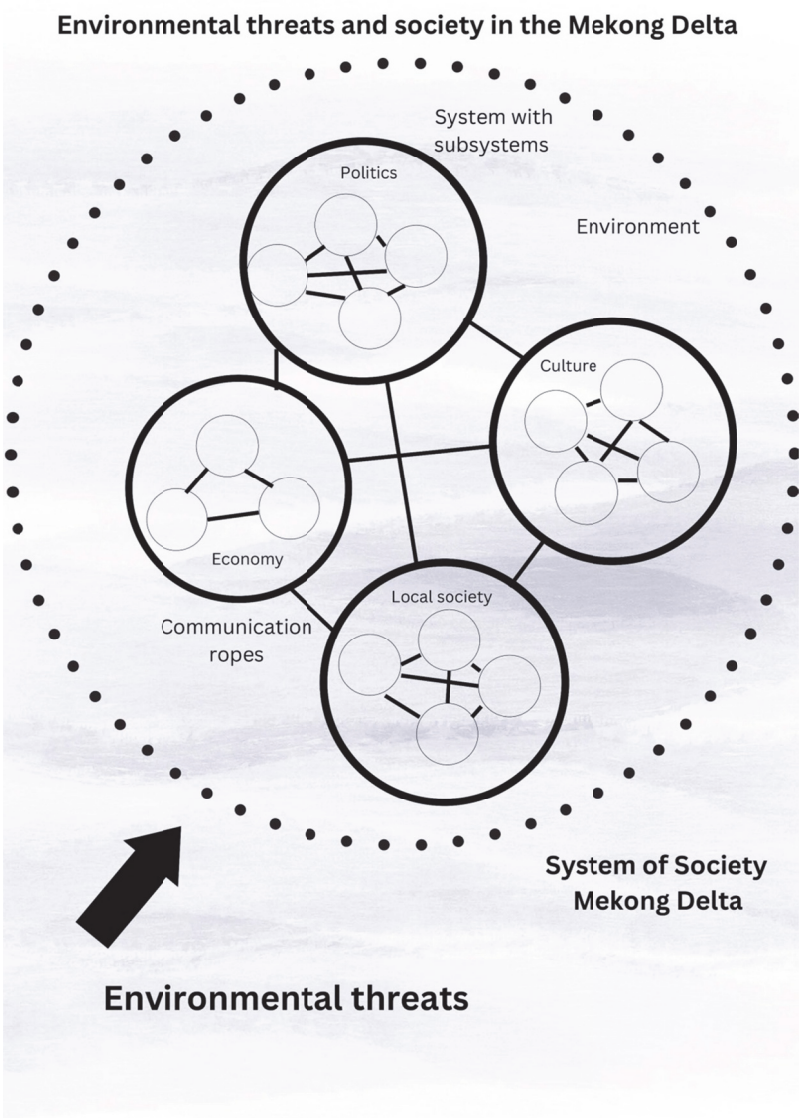 Environmental threats and society in the Mekong Delta
System with
subsystems
Politics
Environment
Culture
Economy
Local society
Communication
ropes
System of Society
Mekong Delta
Environmental threats